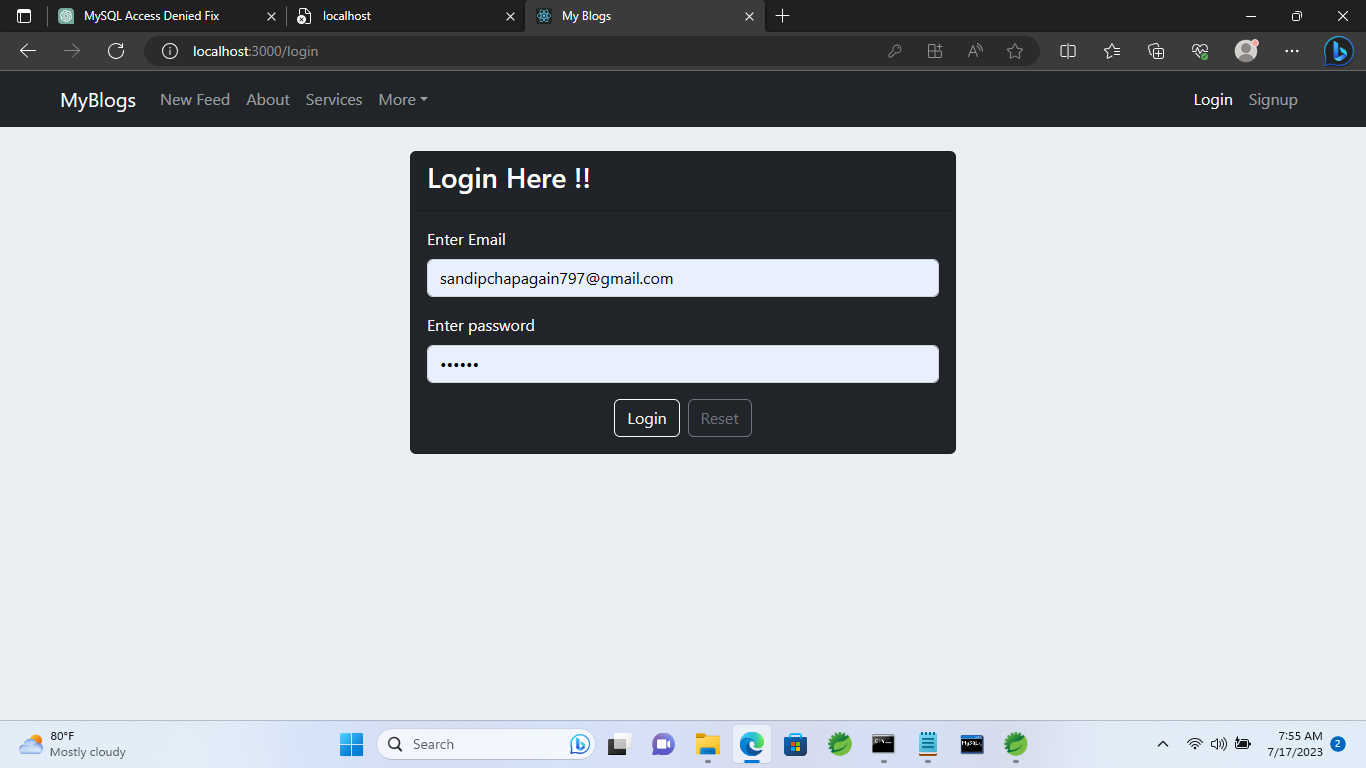 MySQL Access Denied Fix
localhost
My Blogs
localhost:3000/login
MyBlogs New Feed About Services More Login Signup
Login Here !!
Enter Email
sandipchapagain797@gmail.com
Enter password
••••••
Login Reset
80°F
Mostly cloudy
Search
MySQL
7:55 AM
7/17/2023
2